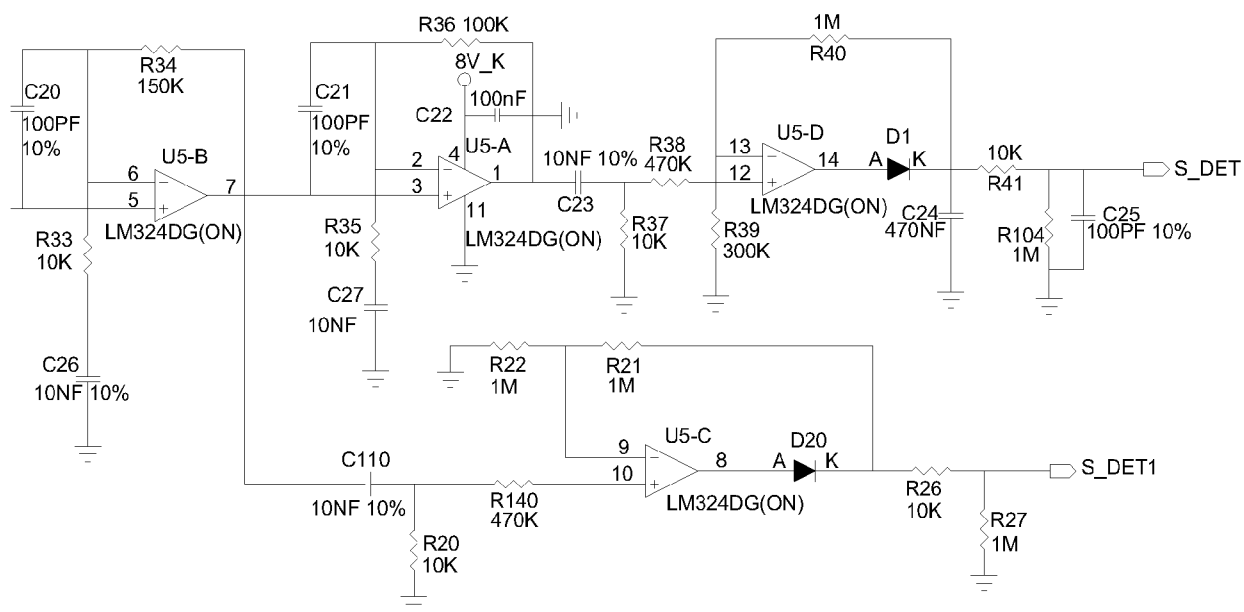 R36 100K
8V_K
R34
150K
C20
100PF
10%
C21
100PF
10%
100nF
C22
U5-A
4
2
3
1
11
LM324DG(ON)
U5-B
6
5
7
LM324DG(ON)
R33
10K
C26
10NF 10%
R35
10K
C27
10NF
10NF 10%
C23
R38
470K
R37
10K
1M
R40
U5-D
13
12
14
LM324DG(ON)
R39
300K
D1
A
K
C24
470NF
10K
R41
S_DET
R104
1M
C25
100PF 10%
R22
1M
R21
1M
U5-C
9
10
8
LM324DG(ON)
D20
A
K
C110
10NF 10%
R140
470K
R20
10K
R26
10K
R27
1M
S_DET1